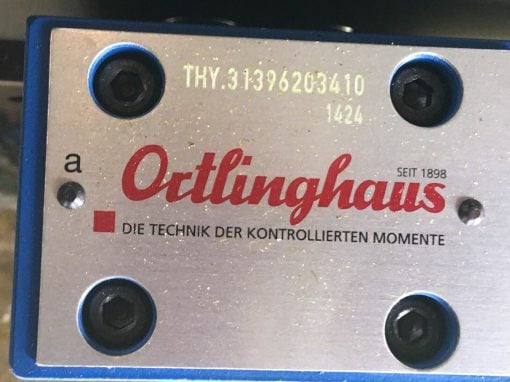 THY.31396203410
1424
a
SEIT 1898
Ortlinghaus
DIE TECHNIK DER KONTROLLIERTEN MOMENTE